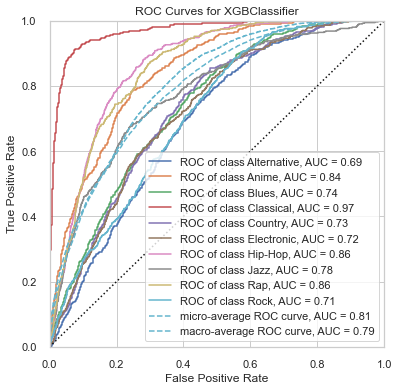 ROC Curves for XGBClassifier
1.0
0.8
0.6
0.4
0.2
0.0
True Positive Rate
ROC of class Alternative, AUC = 0.69
ROC of class Anime, AUC = 0.84
ROC of class Blues, AUC = 0.74
ROC of class Classical, AUC = 0.97
ROC of class Country, AUC = 0.73
ROC of class Electronic, AUC = 0.72
ROC of class Hip-Hop, AUC = 0.86
ROC of class Jazz, AUC = 0.78
ROC of class Rap, AUC = 0.86
ROC of class Rock, AUC = 0.71
micro-average ROC curve, AUC = 0.81
macro-average ROC curve, AUC = 0.79
0.0 0.2 0.4 0.6 0.8 1.0
False Positive Rate